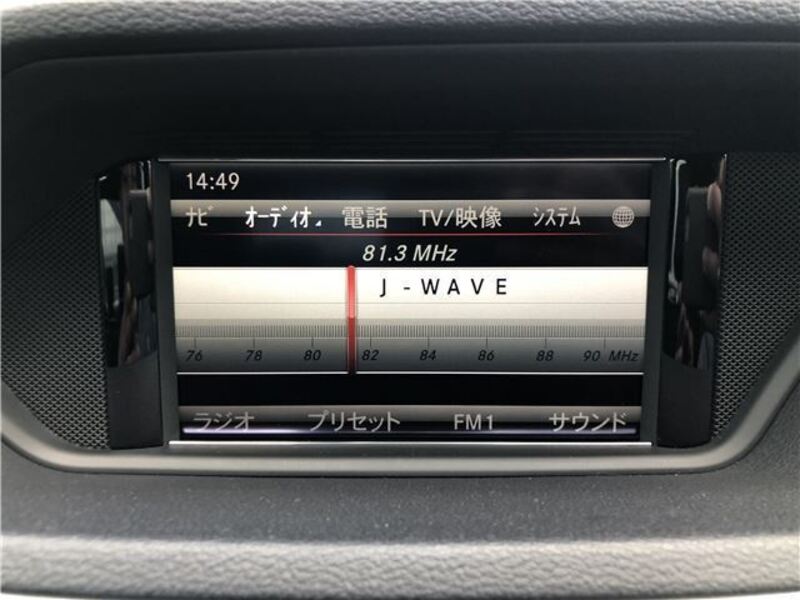 14:49
ナビ オーディオ 電話 TV/映像 システム
81.3 MHz
J-WAVE
76 78 80 82 84 86 88 90 MHz
ラジオ プリセット FM1 サウンド